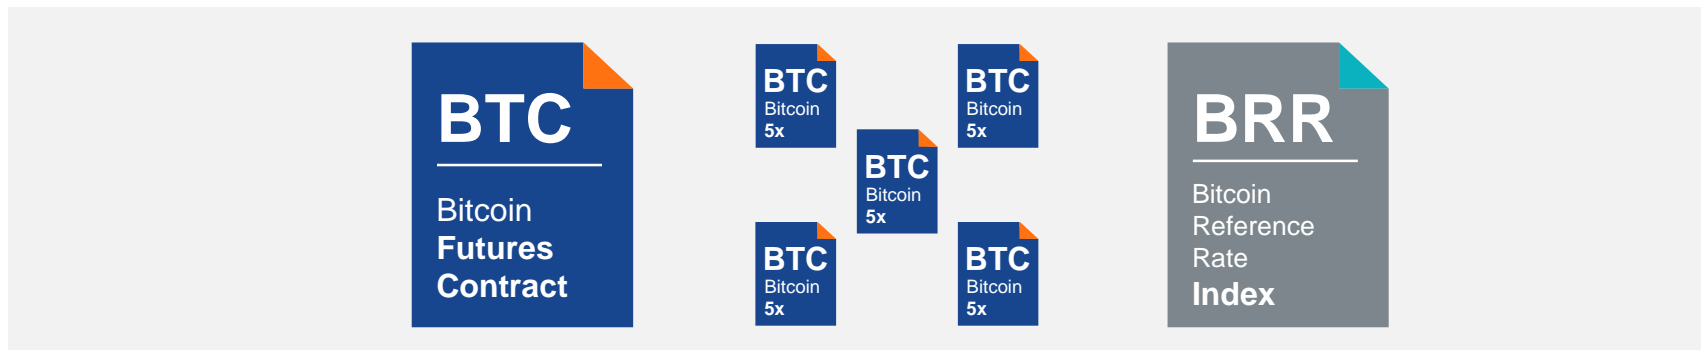 BTC
Bitcoin
Futures
Contract
BTC
Bitcoin
5x
BTC
Bitcoin
5x
BTC
Bitcoin
5x
BTC
Bitcoin
5x
BTC
Bitcoin
5x
BRR
Bitcoin
Reference
Rate
Index